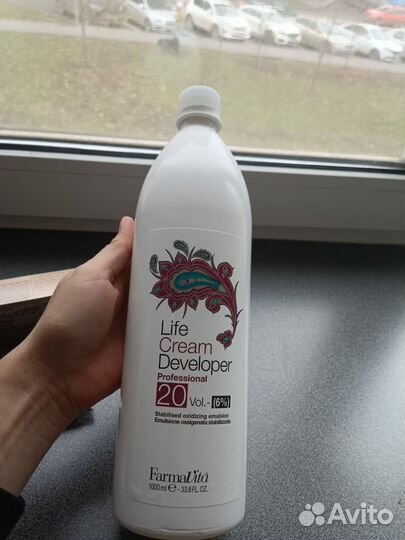 Life
Cream
Developer
Professional
20 Vol.- (6%)
Stabilised oxidizing emulsion
Emulsione ossigenata stabilizzata
FarmaVita
1000 ml ℮ - 33.8 FL. OZ.
Avito